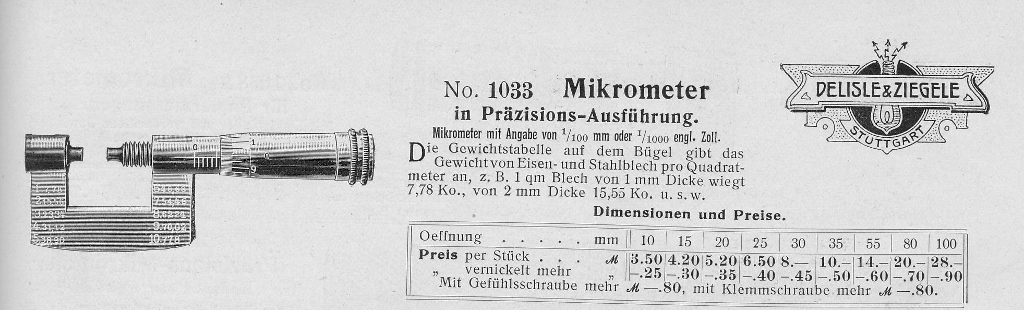 No. 1033 Mikrometer
in Präzisions-Ausführung.
Mikrometer mit Angabe von 1/100 mm oder 1/1000 engl. Zoll.
Die Gewichtstabelle auf dem Bügel gibt das
Gewicht von Eisen- und Stahlblech pro Quadrat-
meter an, z. B. 1 qm Blech von 1 mm Dicke wiegt
7,78 Ko., von 2 mm Dicke 15,55 Ko. u. s. w.
DELISLE & ZIEGELE
STUTTGART
Dimensionen und Preise.
Oeffnung . . . . . mm 10 15 20 25 30 35 55 80 100
Preis per Stück . . . M 3.50 4.20 5.20 6.50 8.— 10.— 14.— 20.— 28.—
„ vernickelt mehr „ —.25 —.30 —.35 —.40 —.45 —.50 —.60 —.70 —.90
Mit Gefühlsschraube mehr M —.80, mit Klemmschraube mehr M —.80.
0 1 0